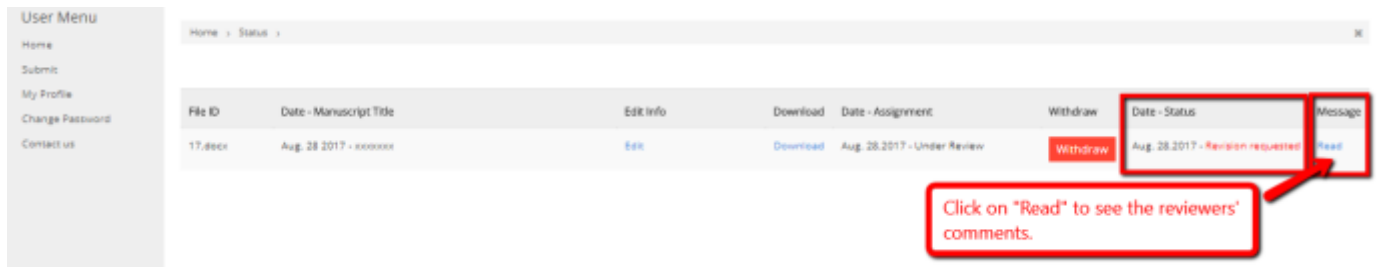 User Menu
Home
Submit
My Profile
Change Password
Contact us
Home > Status >
File ID Date - Manuscript Title Edit Info Download Date - Assignment Withdraw Date - Status Message
17.docx Aug. 28 2017 - xxxxxxx Edit Download Aug. 28.2017 - Under Review Withdraw Aug. 28.2017 - Revision requested Read
Click on "Read" to see the reviewers'
comments.